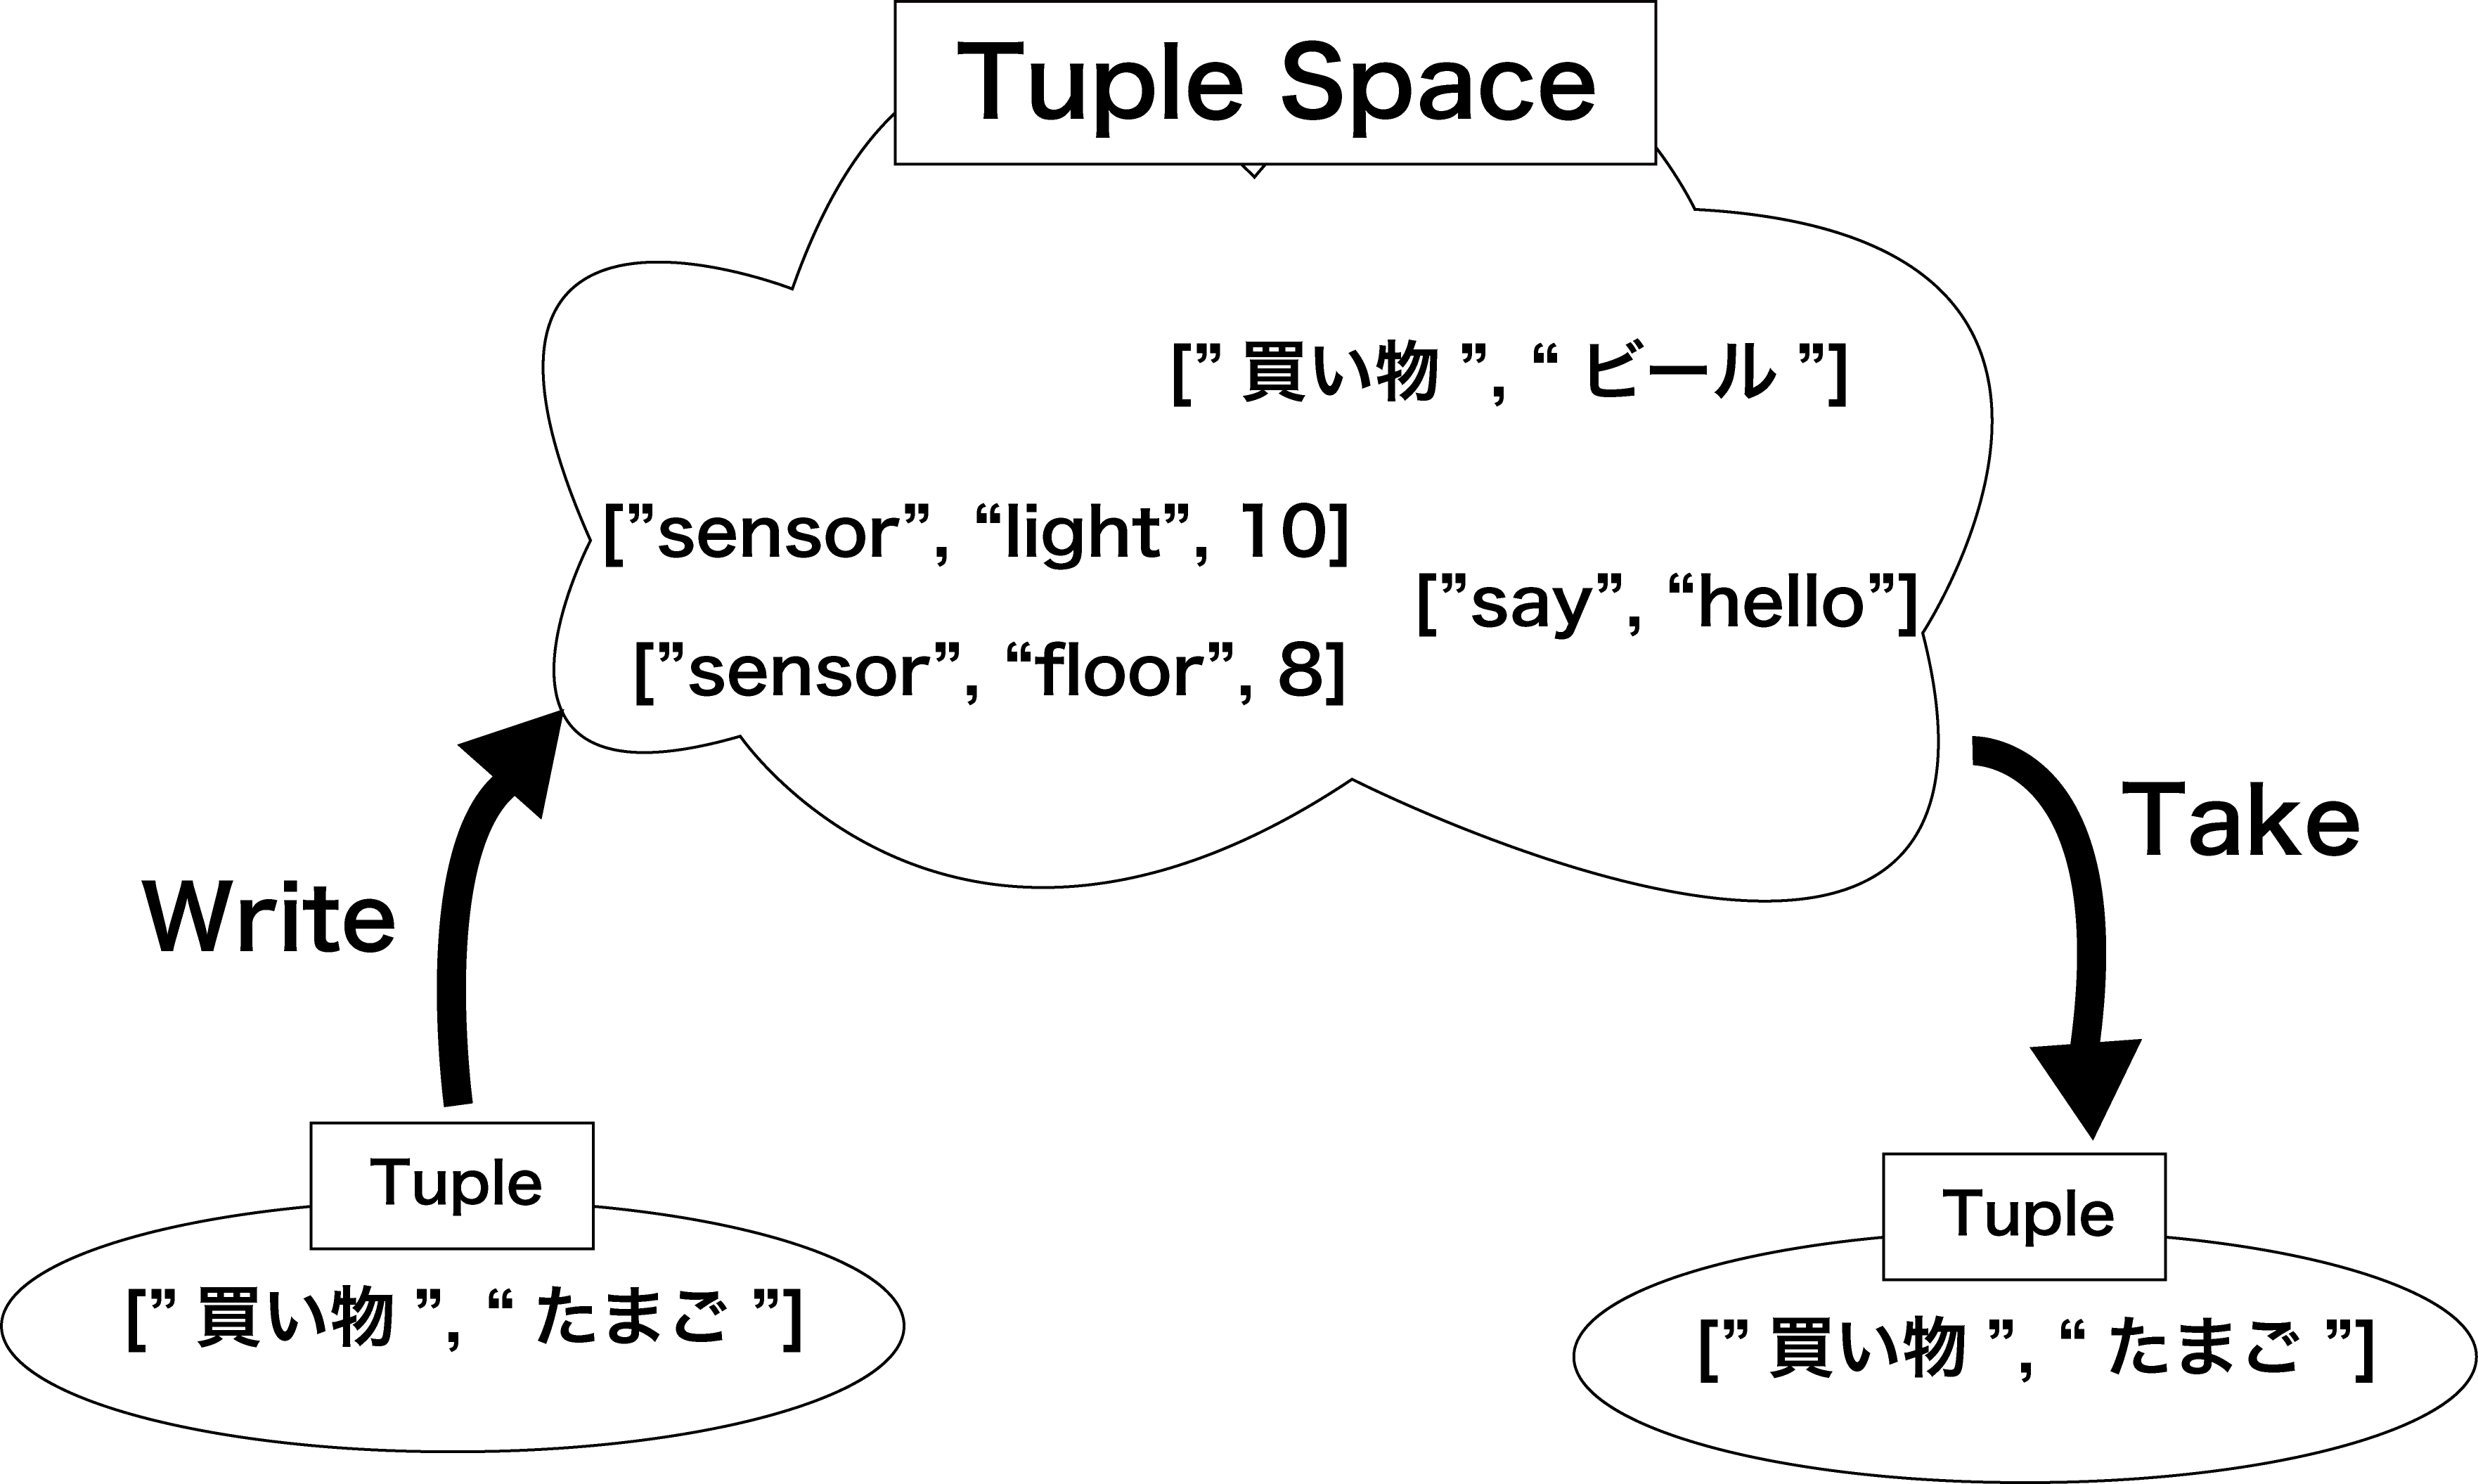 Tuple Space
[” 買い物 ”, “ ビール ”]
[”sensor”, “light”, 10]
[”say”, “hello”]
[”sensor”, “floor”, 8]
Write
Take
Tuple
[” 買い物 ”, “ たまご ”]
Tuple
[” 買い物 ”, “ たまご ”]